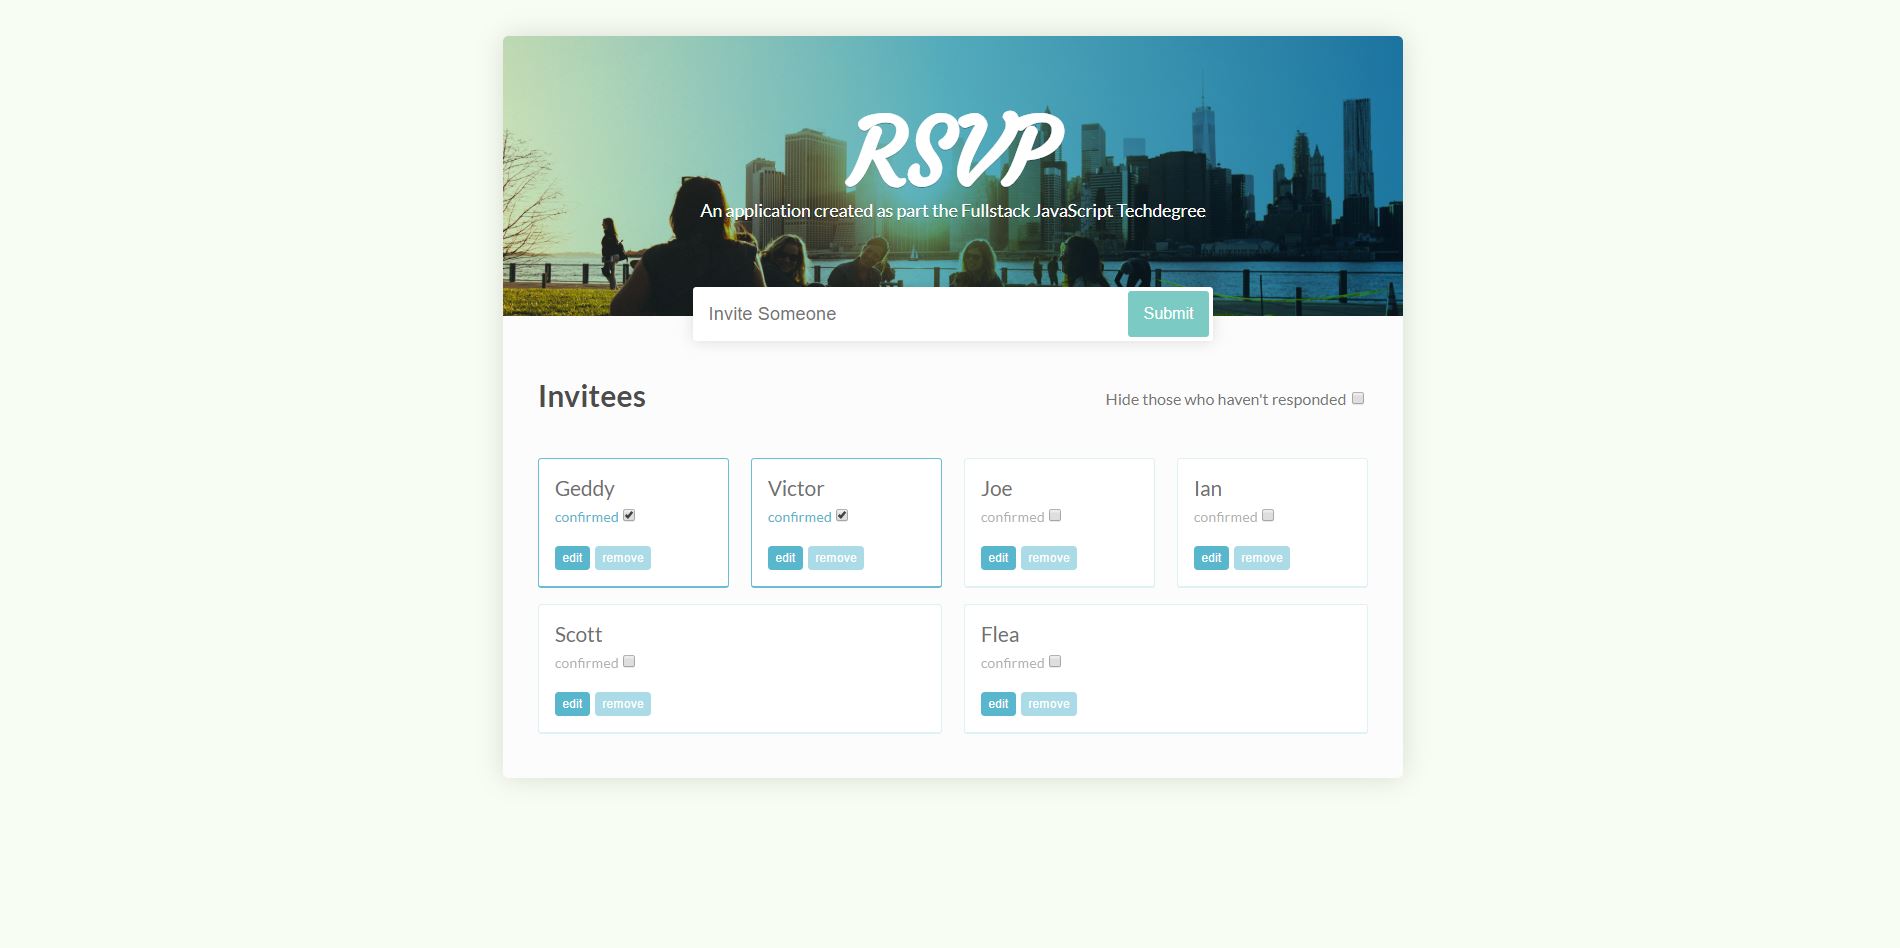 RSVP
An application created as part the Fullstack JavaScript Techdegree
Invite Someone
Submit
Invitees
Hide those who haven't responded
Geddy
confirmed
edit remove
Victor
confirmed
edit remove
Joe
confirmed
edit remove
Ian
confirmed
edit remove
Scott
confirmed
edit remove
Flea
confirmed
edit remove